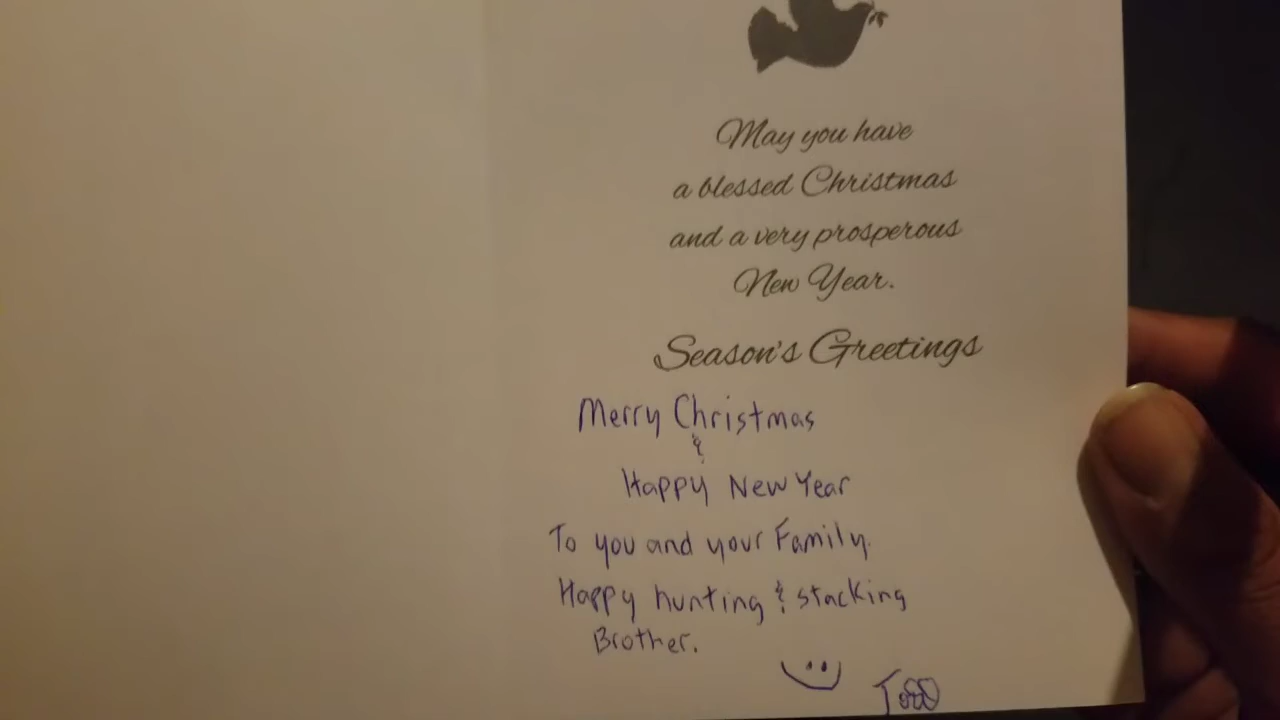 May you have
a blessed Christmas
and a very prosperous
New Year.
Season's Greetings
Merry Christmas
&
Happy New Year
To you and your Family.
Happy hunting & stacking
Brother.
Todd